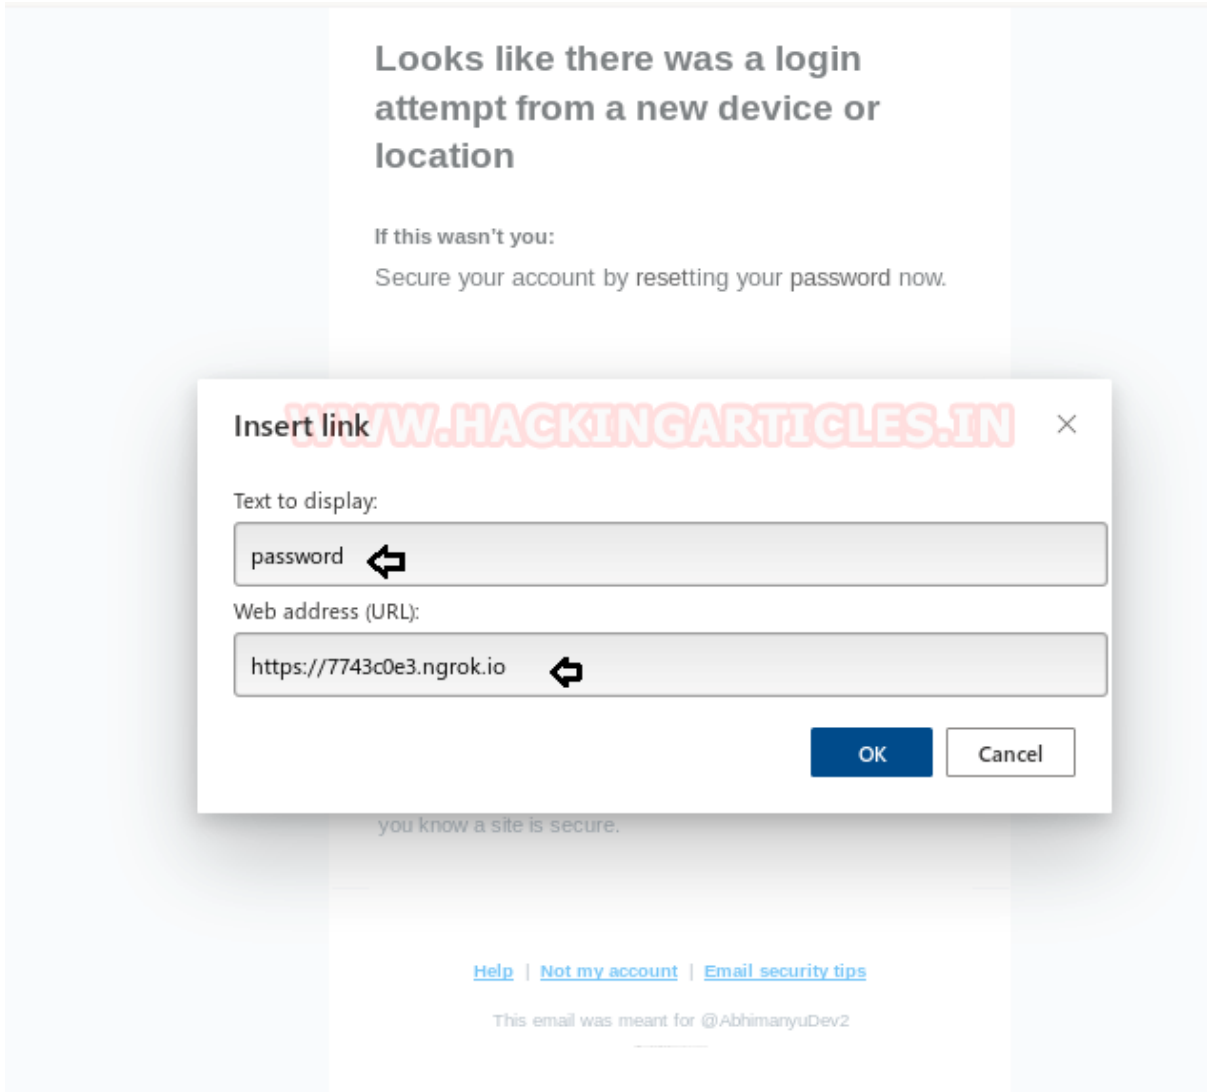 Looks like there was a login
attempt from a new device or
location
If this wasn't you:
Secure your account by resetting your password now.
WWW.HACKINGARTICLES.IN
Insert link
Text to display:
password
Web address (URL):
https://7743c0e3.ngrok.io
OK Cancel
you know a site is secure.
Help | Not my account | Email security tips
This email was meant for @AbhimanyuDev2